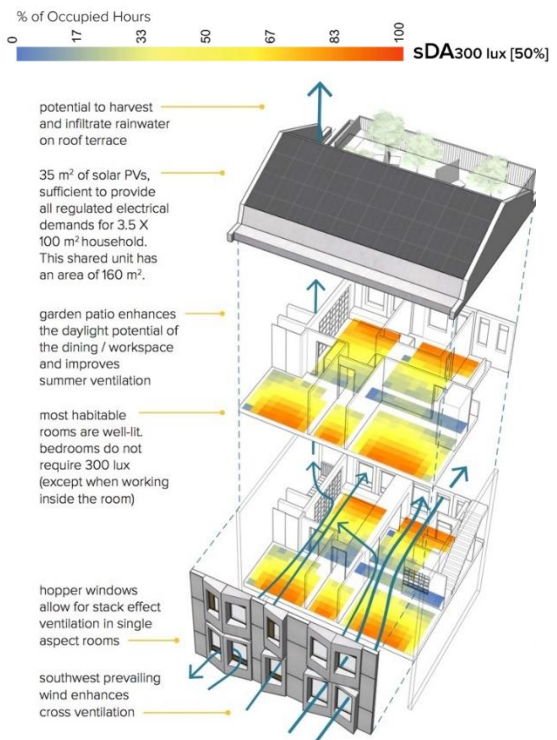 % of Occupied Hours
0 17 33 50 67 83 100
sDA300 lux [50%]
potential to harvest
and infiltrate rainwater
on roof terrace
35 m² of solar PVs,
sufficient to provide
all regulated electrical
demands for 3.5 X
100 m² household.
This shared unit has
an area of 160 m².
garden patio enhances
the daylight potential of
the dining / workspace
and improves
summer ventilation
most habitable
rooms are well-lit.
bedrooms do not
require 300 lux
(except when working
inside the room)
hopper windows
allow for stack effect
ventilation in single
aspect rooms
southwest prevailing
wind enhances
cross ventilation